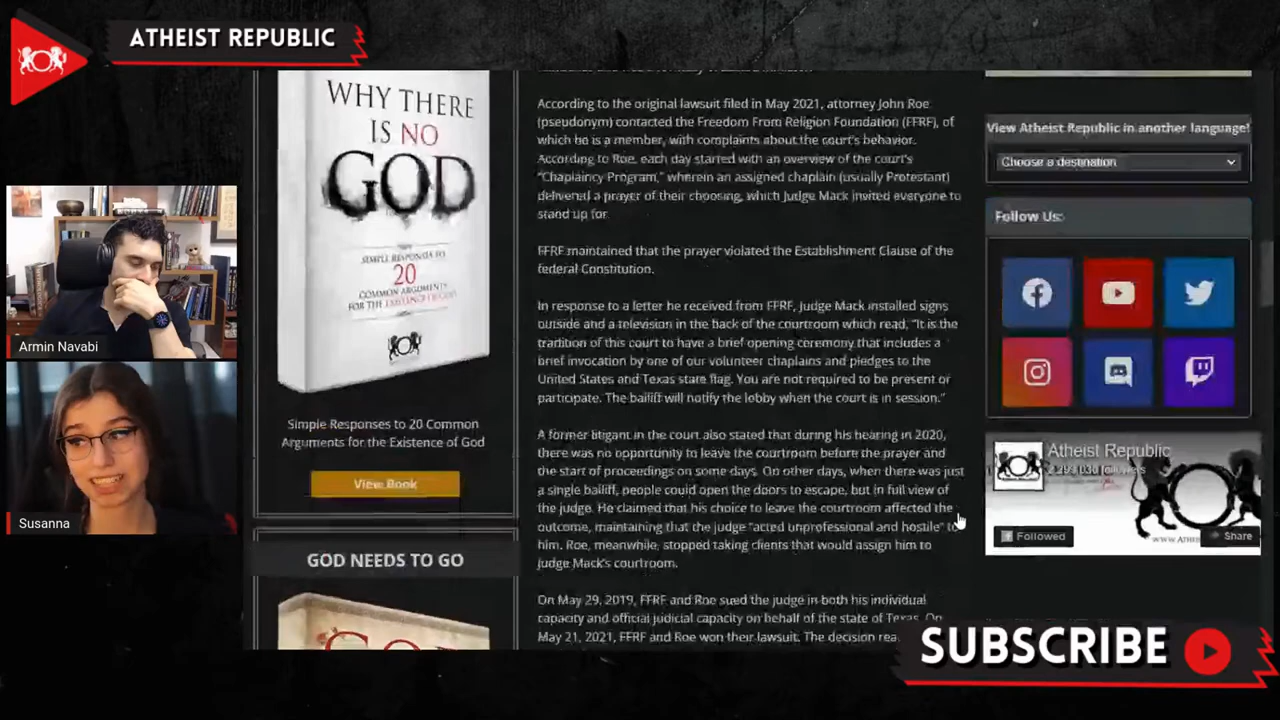 ATHEIST REPUBLIC
WHY THERE
IS NO
GOD
SIMPLE RESPONSES TO
20
COMMON ARGUMENTS
FOR THE EXISTENCE OF GOD
Simple Responses to 20 Common
Arguments for the Existence of God
View Book
GOD NEEDS TO GO
GOD
Armin Navabi
Susanna
According to the original lawsuit filed in May 2021, attorney John Roe
(pseudonym) contacted the Freedom From Religion Foundation (FFRF), of
which he is a member, with complaints about the court's behavior.
According to Roe, each day started with an overview of the court's
"Chaplaincy Program," wherein an assigned chaplain (usually Protestant)
delivered a prayer of their choosing, which Judge Mack invited everyone to
stand up for.
FFRF maintained that the prayer violated the Establishment Clause of the
federal Constitution.
In response to a letter he received from FFRF, Judge Mack installed signs
outside and a television in the back of the courtroom which read, "It is the
tradition of this court to have a brief opening ceremony that includes a
brief invocation by one of our volunteer chaplains and pledges to the
United States and Texas state flag. You are not required to be present or
participate. The bailiff will notify the lobby when the court is in session."
A former litigant in the court also stated that during his hearing in 2020,
there was no opportunity to leave the courtroom before the prayer and
the start of proceedings on some days. On other days, when there was just
a single bailiff, people could open the doors to escape, but in full view of
the judge. He claimed that his choice to leave the courtroom affected the
outcome, maintaining that the judge "acted unprofessional and hostile" to
him. Roe, meanwhile, stopped taking clients that would assign him to
Judge Mack's courtroom.
On May 29, 2019, FFRF and Roe sued the judge in both his individual
capacity and official judicial capacity on behalf of the state of Texas. On
May 21, 2021, FFRF and Roe won their lawsuit. The decision rea
View Atheist Republic in another language!
Choose a destination
Follow Us:
Atheist Republic
followers
Followed
Share
SUBSCRIBE